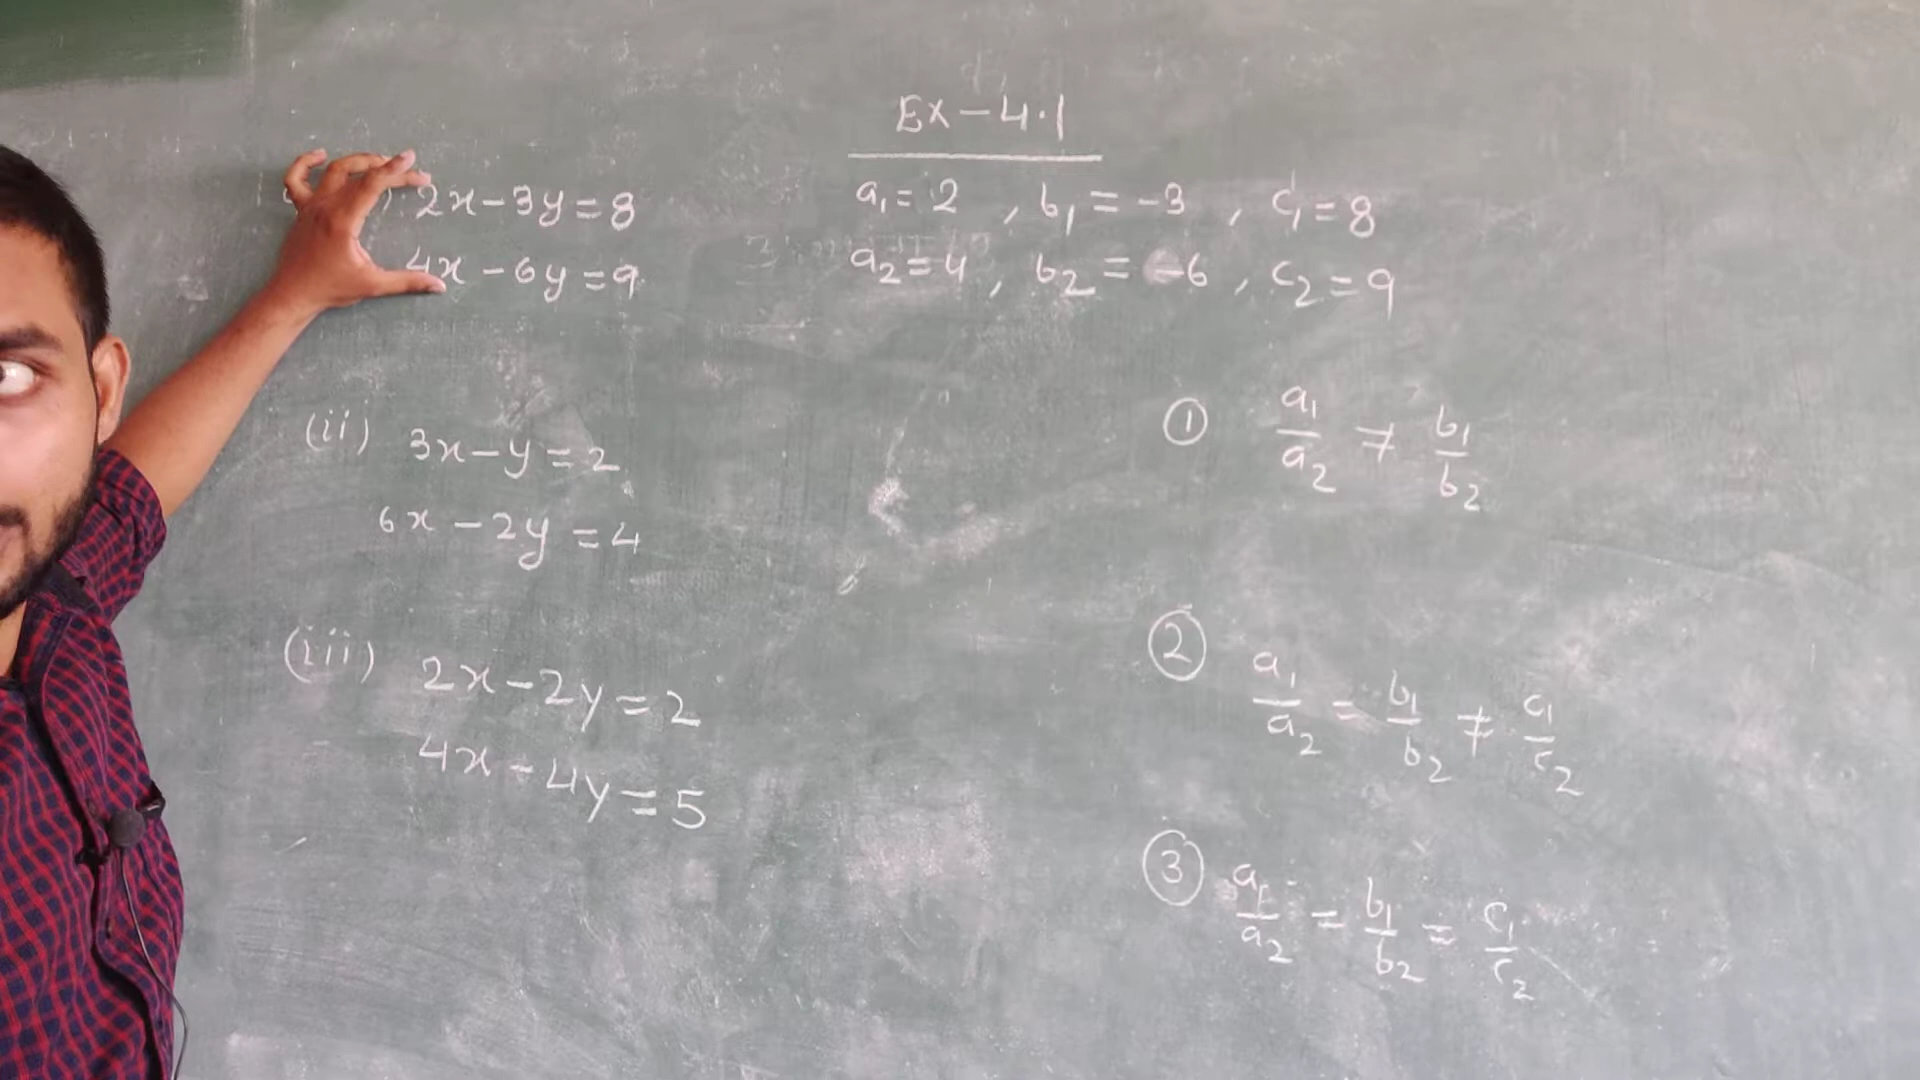 Ex-4.1
2x-3y=8
4x-6y=9
a₁=2, b₁=-3, c₁=8
a₂=4, b₂=-6, c₂=9
(ii) 3x-y=2
6x-2y=4
(iii) 2x-2y=2
4x-4y=5
① a₁/a₂ ≠ b₁/b₂
② a₁/a₂ = b₁/b₂ ≠ c₁/c₂
③ a₁/a₂ = b₁/b₂ = c₁/c₂